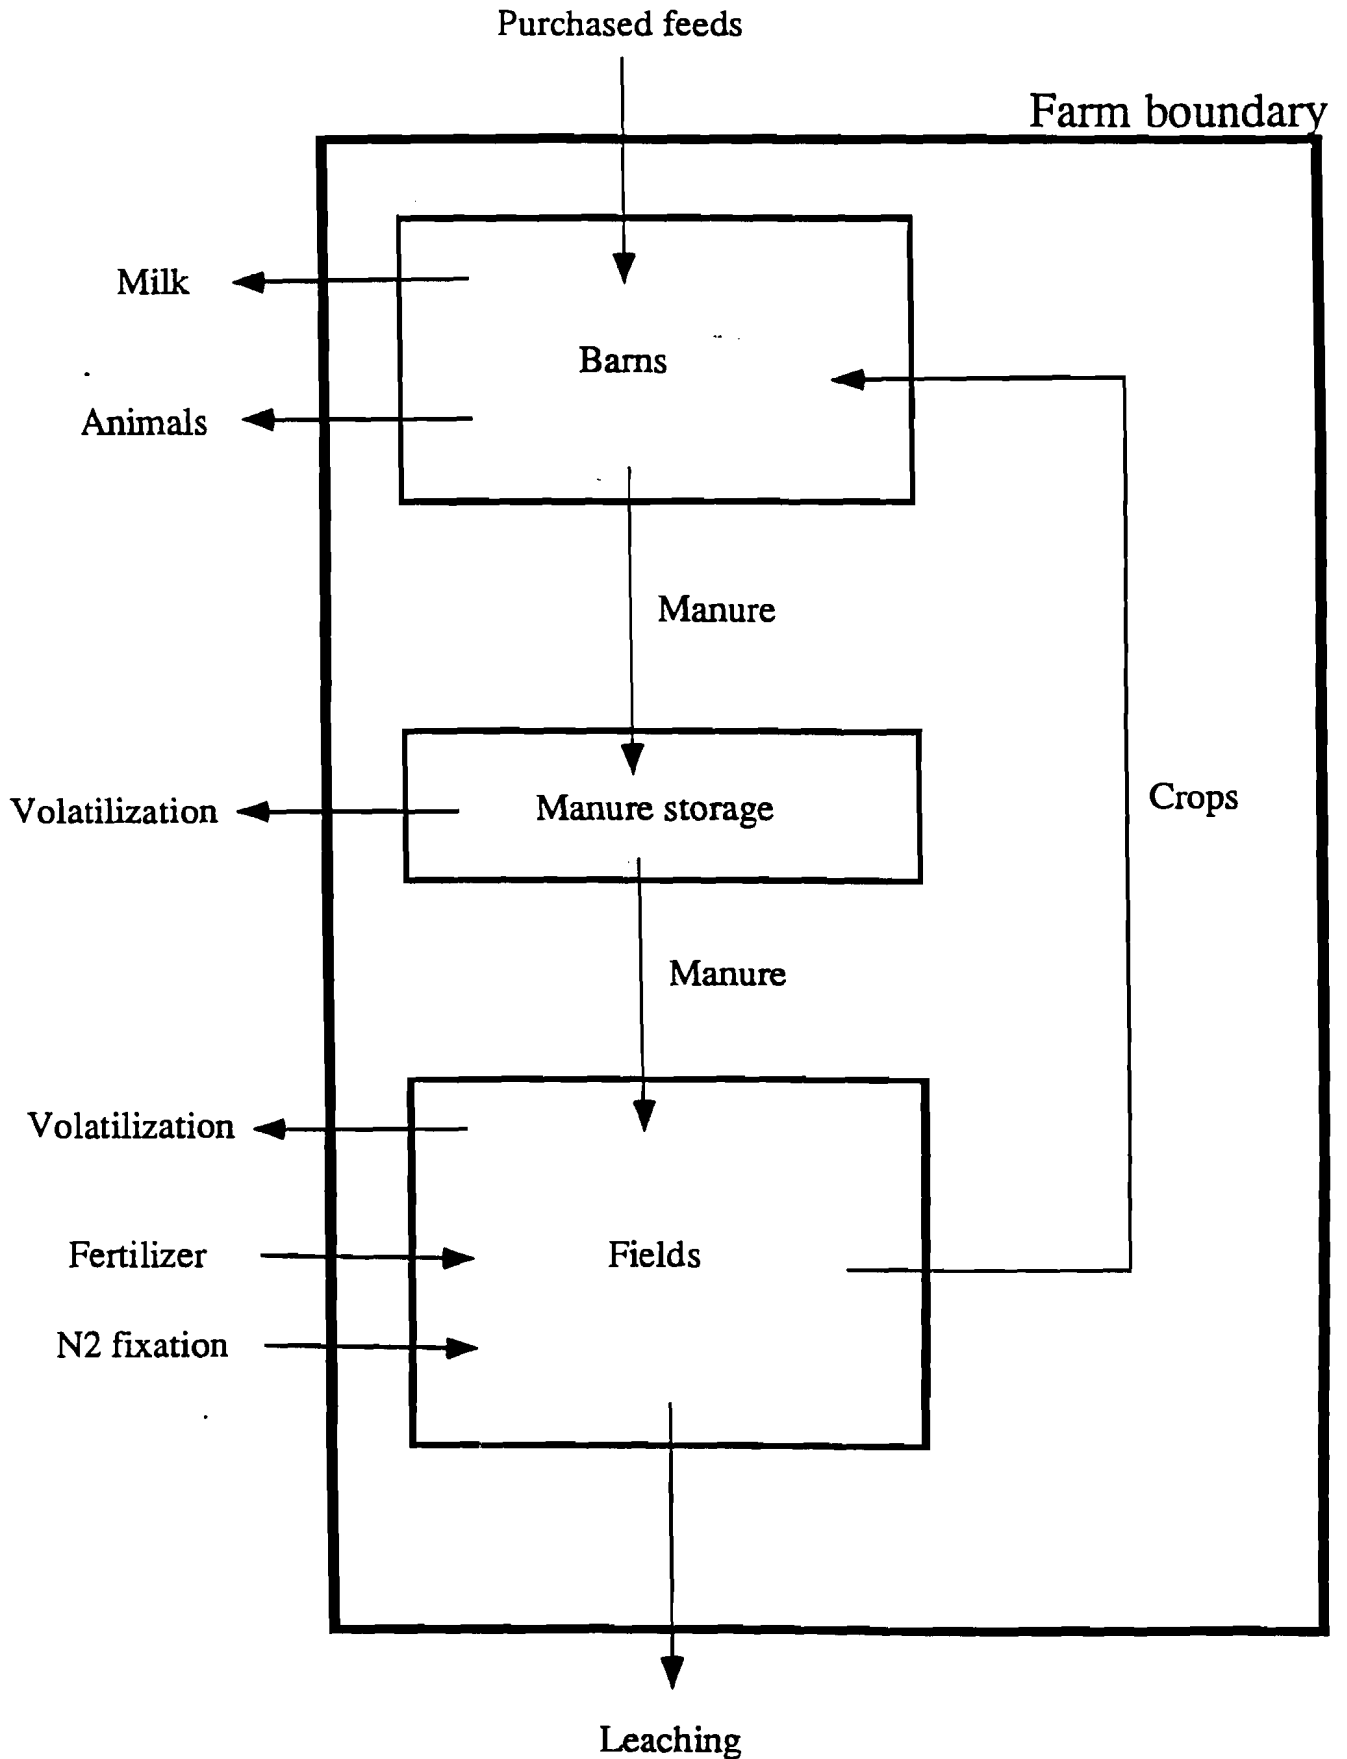 Purchased feeds
Farm boundary
Milk
Barns
Animals
Manure
Volatilization
Manure storage
Crops
Manure
Volatilization
Fertilizer
Fields
N2 fixation
Leaching